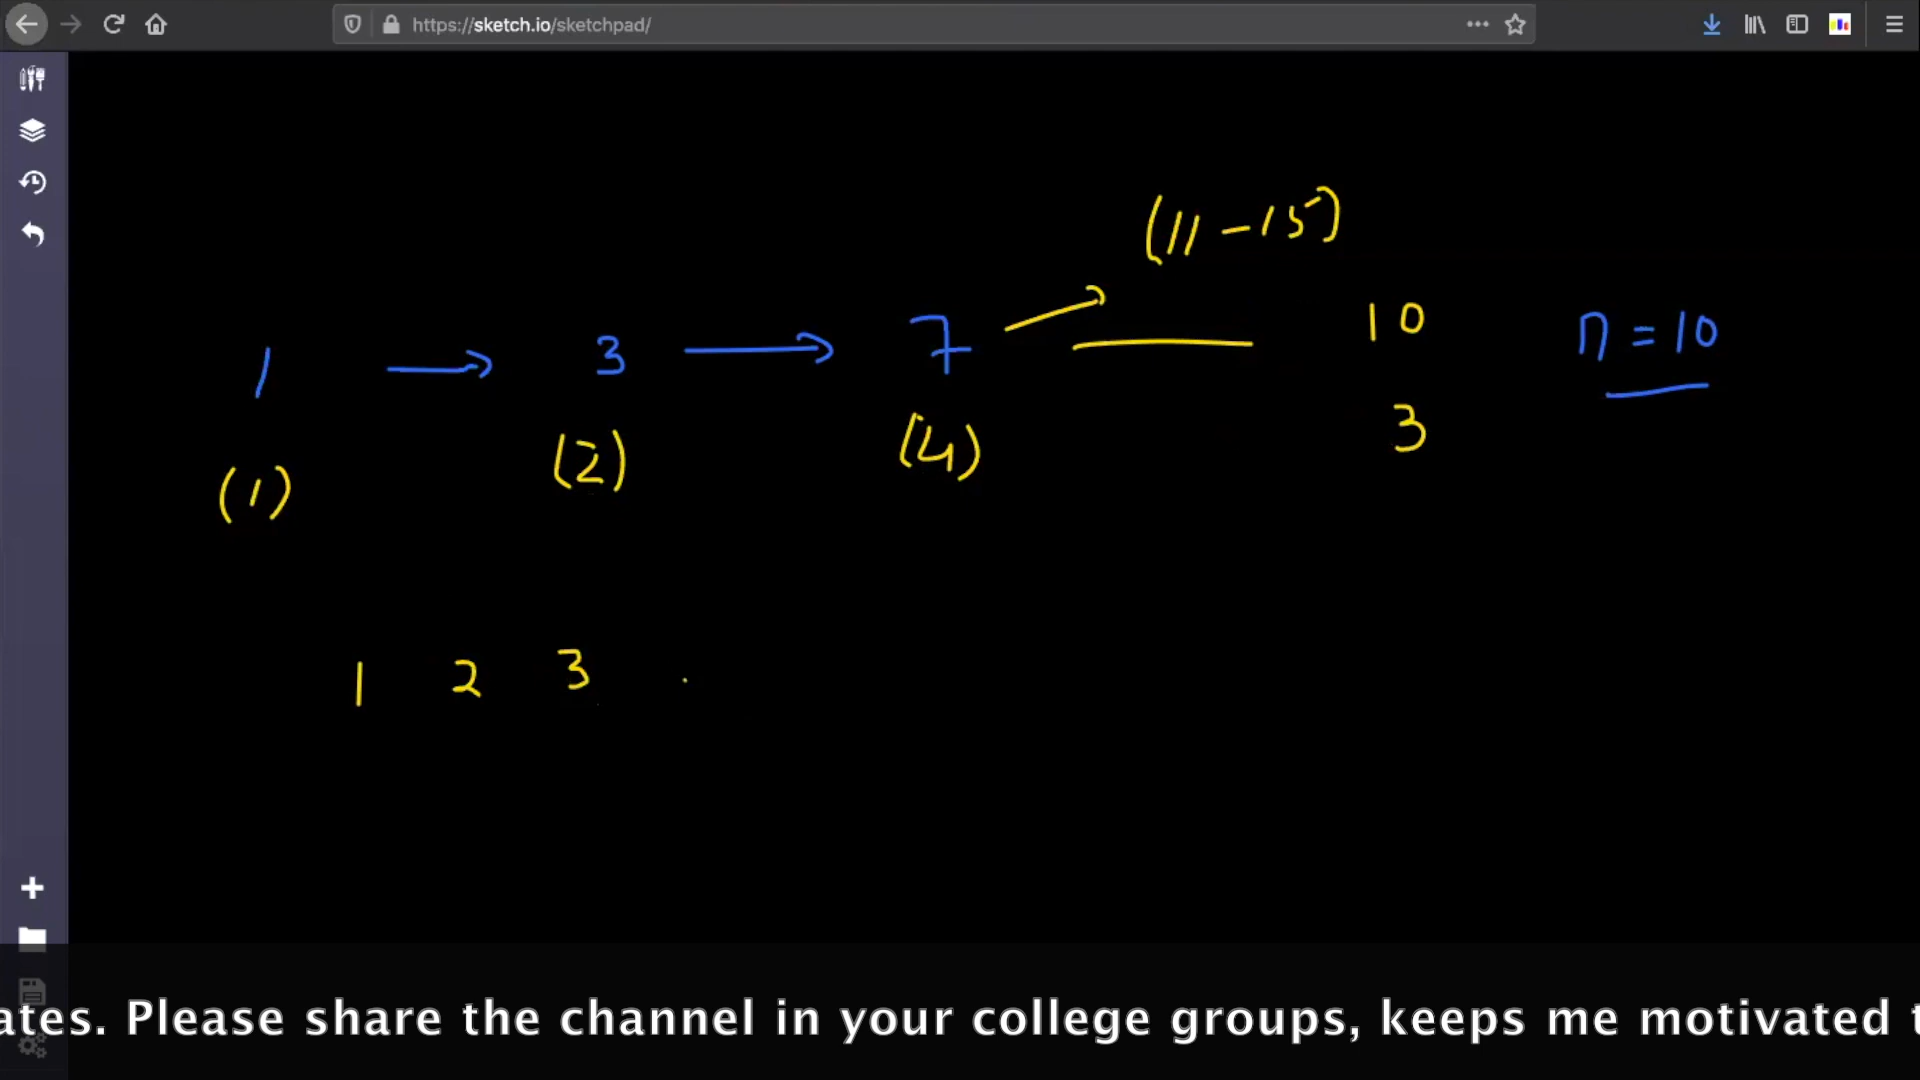 https://sketch.io/sketchpad/
(11-15)
1 → 3 → 7 → 10 n = 10
(1) (2) (4) 3
1 2 3 .
ates. Please share the channel in your college groups, keeps me motivated t